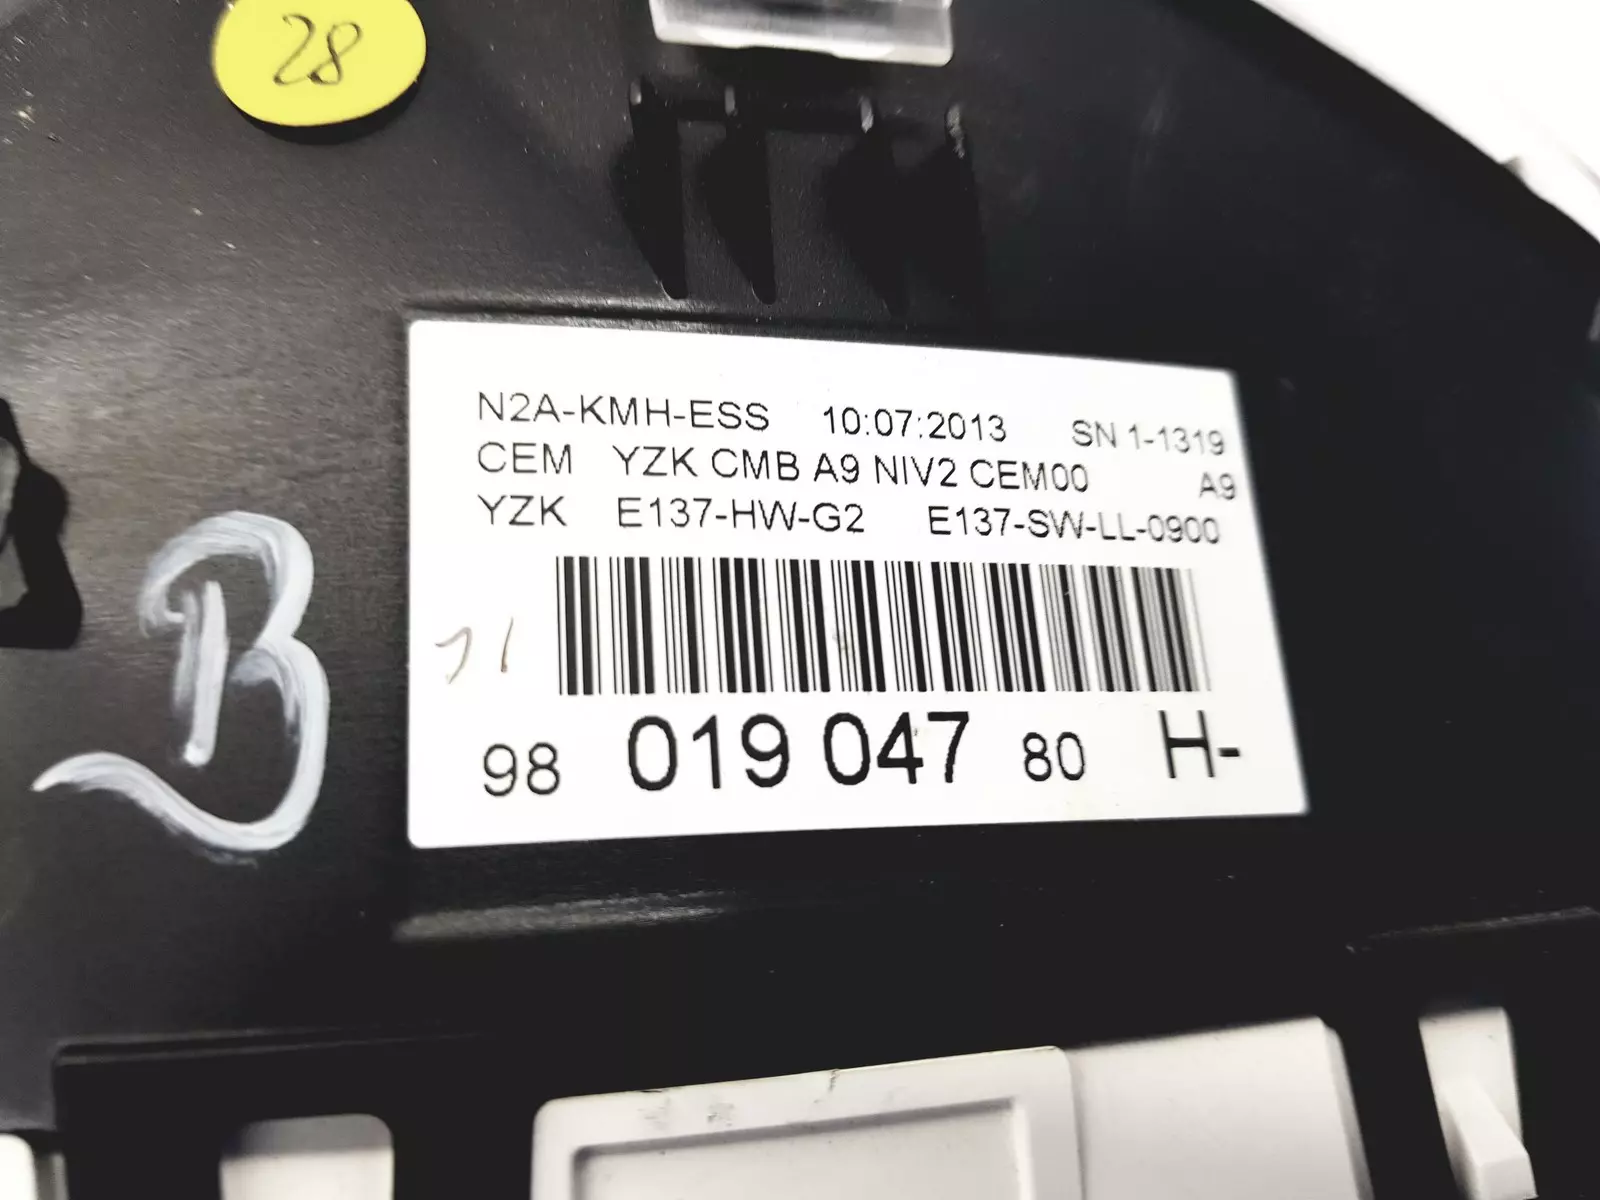 28
N2A-KMH-ESS 10:07:2013 SN 1-1319
CEM YZK CMB A9 NIV2 CEM00 A9
YZK E137-HW-G2 E137-SW-LL-0900
98 019 047 80 H-
B